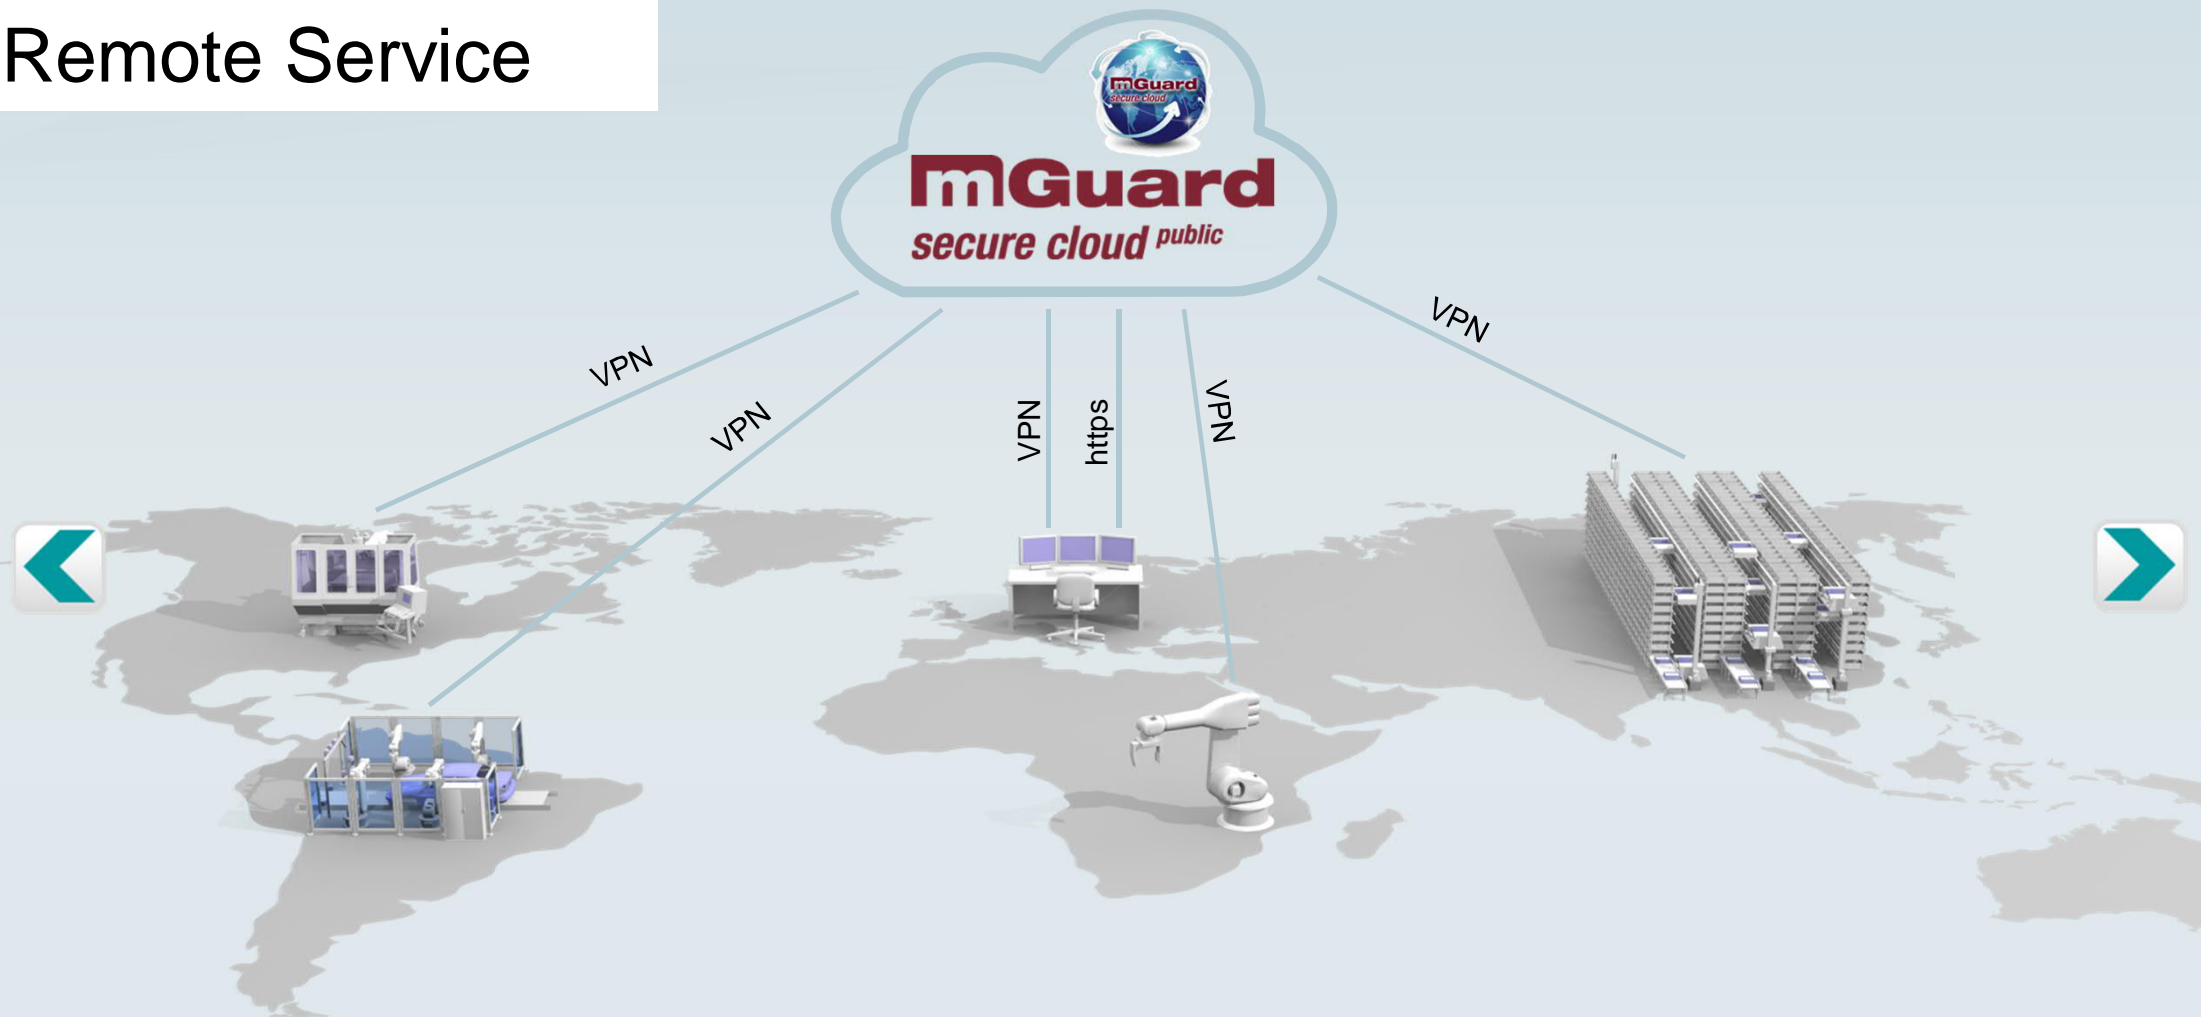 Remote Service
mGuard
secure cloud
mGuard
secure cloud public
VPN
VPN
VPN
https
VPN
VPN